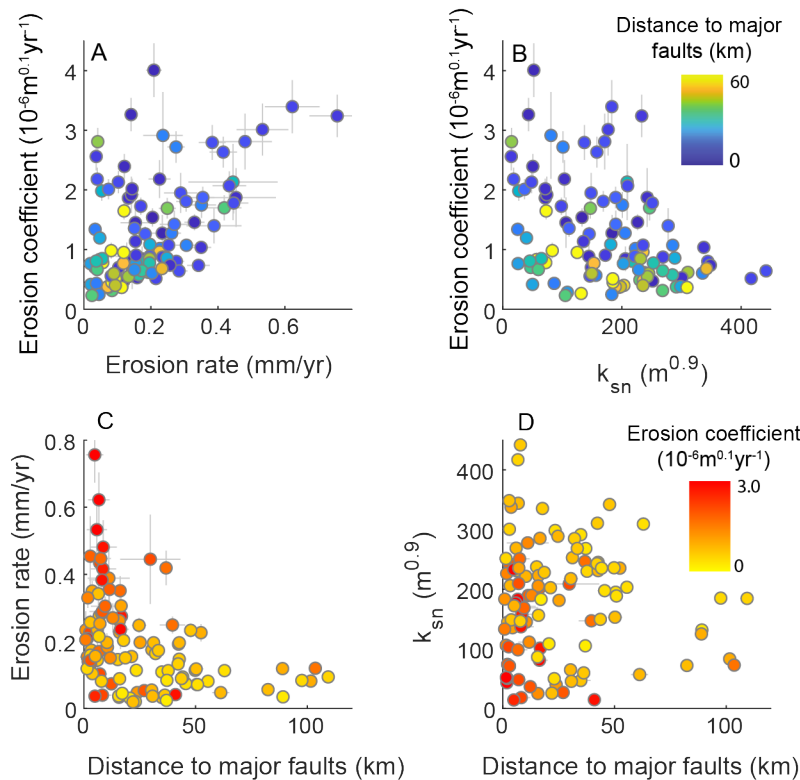 A
Erosion coefficient (10⁻⁶m⁰·¹yr⁻¹)
4
3
2
1
0
0
0.2
0.4
0.6
Erosion rate (mm/yr)
B
Distance to major
faults (km)
60
0
Erosion coefficient (10⁻⁶m⁰·¹yr⁻¹)
4
3
2
1
0
0
200
400
kₛₙ (m⁰·⁹)
C
Erosion rate (mm/yr)
0.8
0.6
0.4
0.2
0
0
50
100
Distance to major faults (km)
D
Erosion coefficient
(10⁻⁶m⁰·¹yr⁻¹)
3.0
0
kₛₙ (m⁰·⁹)
400
300
200
100
0
0
50
100
Distance to major faults (km)